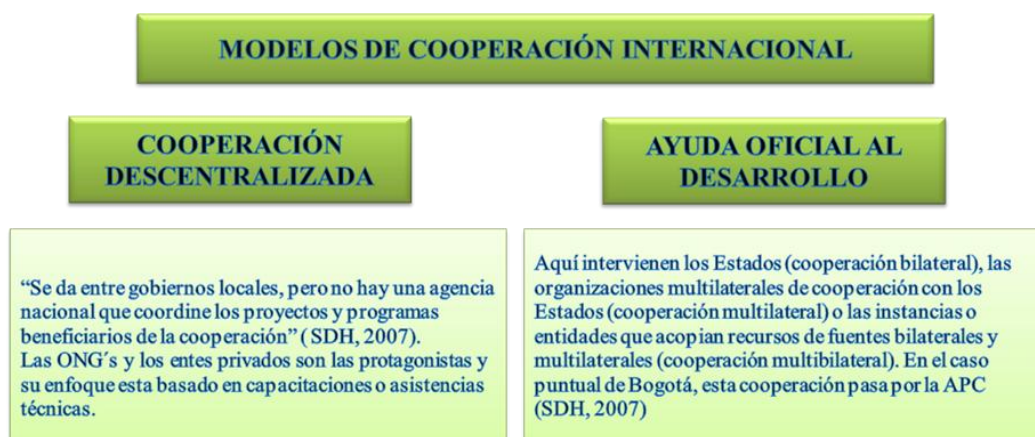 MODELOS DE COOPERACIÓN INTERNACIONAL
COOPERACIÓN
DESCENTRALIZADA
AYUDA OFICIAL AL
DESARROLLO
“Se da entre gobiernos locales, pero no hay una agencia
nacional que coordine los proyectos y programas
beneficiarios de la cooperación” ( SDH, 2007).
Las ONG´s y los entes privados son las protagonistas y
su enfoque esta basado en capacitaciones o asistencias
técnicas.
Aquí intervienen los Estados (cooperación bilateral), las
organizaciones multilaterales de cooperación con los
Estados (cooperación multilateral) o las instancias o
entidades que acopian recursos de fuentes bilaterales y
multilaterales (cooperación multibilateral). En el caso
puntual de Bogotá, esta cooperación pasa por la APC
(SDH, 2007)